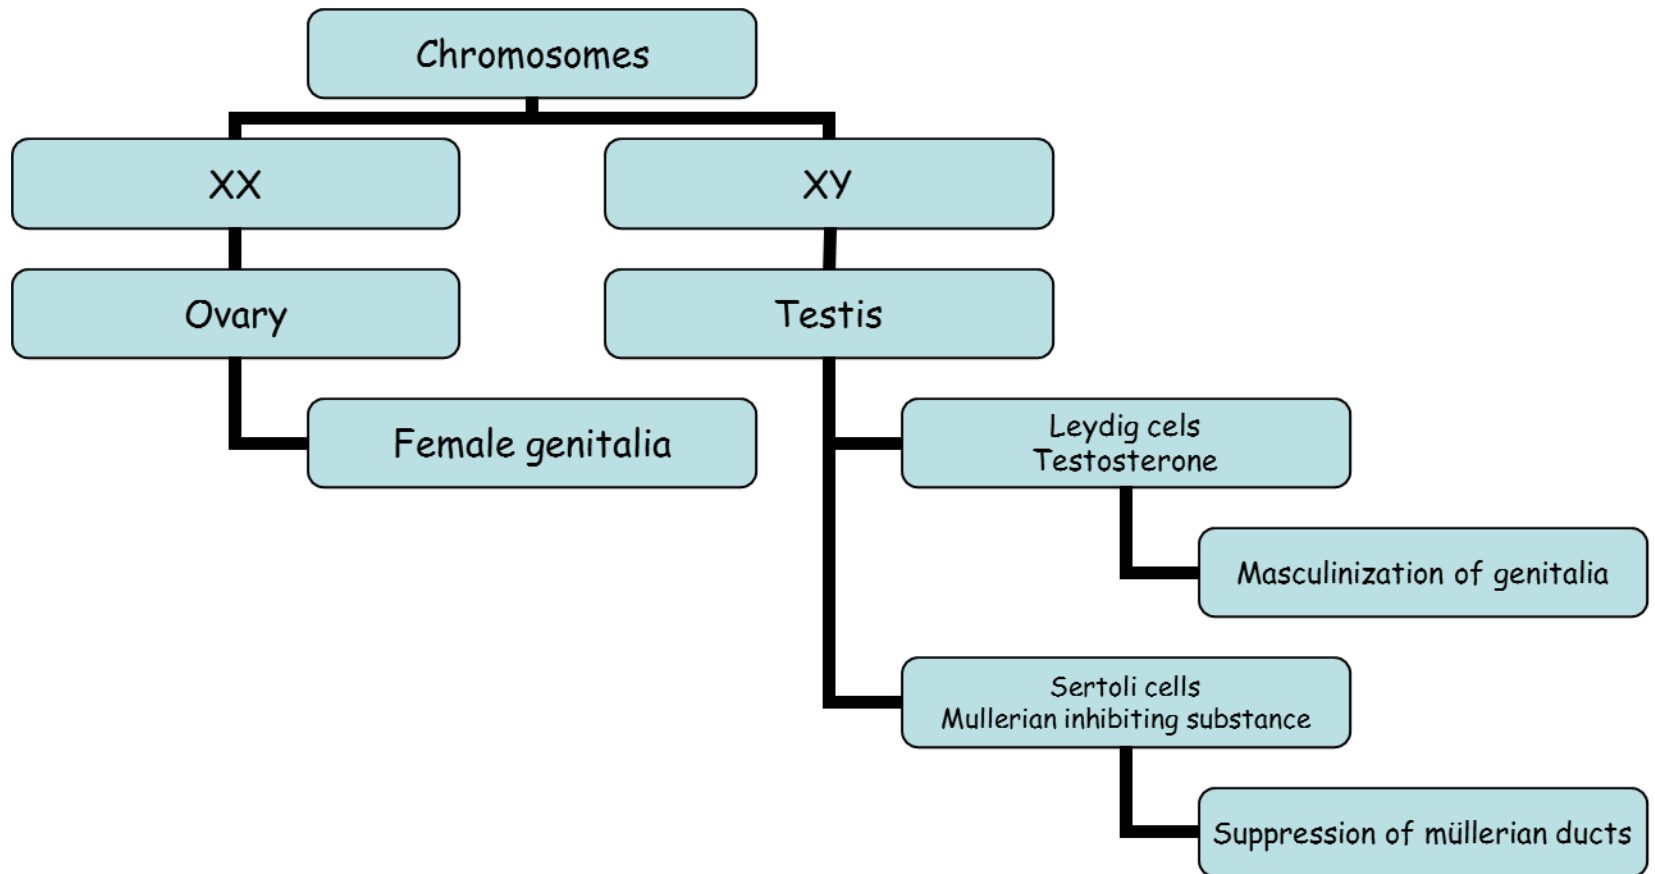 Chromosomes
XX
XY
Ovary
Testis
Female genitalia
Leydig cels
Testosterone
Masculinization of genitalia
Sertoli cells
Mullerian inhibiting substance
Suppression of müllerian ducts